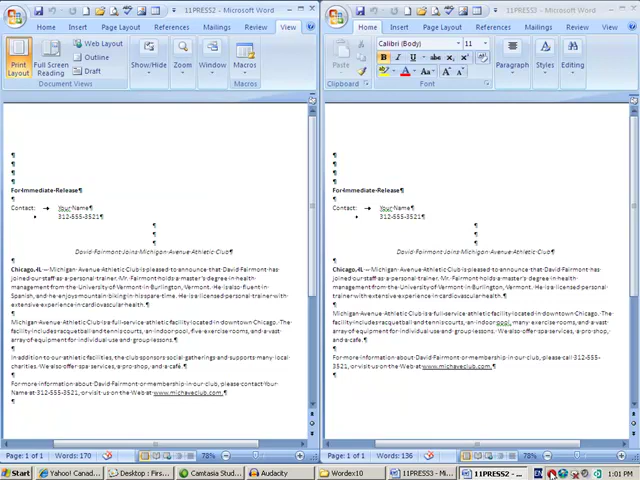 11PRESS2 - Microsoft Word
Home Insert Page Layout References Mailings Review View
Print Layout
Full Screen Reading
Web Layout
Outline
Draft
Show/Hide
Zoom
Window
Macros
Document Views
Macros
For Immediate Release
Contact: Your Name
312-555-3521
David Fairmont Joins Michigan Avenue Athletic Club
Chicago, IL -- Michigan Avenue Athletic Club is pleased to announce that David Fairmont has
joined our staff as a personal trainer. Mr. Fairmont holds a master's degree in health
management from the University of Vermont in Burlington, Vermont. He is also fluent in
Spanish, and he enjoys mountain biking in his spare time. He is a licensed personal trainer with
extensive experience in cardiovascular health.
Michigan Avenue Athletic Club is a full-service athletic facility located in downtown Chicago. The
facility includes racquetball and tennis courts, an indoor pool, five exercise rooms, and a vast
array of equipment for individual use and group lessons.
In addition to our athletic facilities, the club sponsors social gatherings and supports many local
charities. We also offer spa services, a pro shop, and a café.
For more information about David Fairmont or membership in our club, please contact Your
Name at 312-555-3521, or visit us on the Web at www.michaveclub.com.
Page: 1 of 1 Words: 170 78%
11PRESS3 - Microsoft Wo...
Home Insert Page Layout References Mailings Review View
Paste
Calibri (Body) 11
B I U abc x₂ x²
Paragraph
Styles
Editing
Clipboard
Font
For Immediate Release
Contact: Your Name
312-555-3521
David Fairmont Joins Michigan Avenue Athletic Club
Chicago, IL -- Michigan Avenue Athletic Club is pleased to announce that David Fairmont has
joined our staff as a personal trainer. Mr. Fairmont holds a master's degree in health
management from the University of Vermont in Burlington, Vermont. He is a licensed personal
trainer with extensive experience in cardiovascular health.
Michigan Avenue Athletic Club is a full-service athletic facility located in downtown Chicago. The
facility includes racquetball and tennis courts, an indoor pool, many exercise rooms, and a vast
array of equipment for individual use and group lessons. We also offer spa services, a pro shop,
and a café.
For more information about David Fairmont or membership in our club, please call 312-555-
3521, or visit us on the Web at www.michaveclub.com.
Page: 1 of 1 Words: 136 78%
Start Yahoo! Canad... Desktop : Firs... Camtasia Stud... Audacity Wordex10 11PRESS3 - Mi... 11PRESS2 - ... EN 1:01 PM